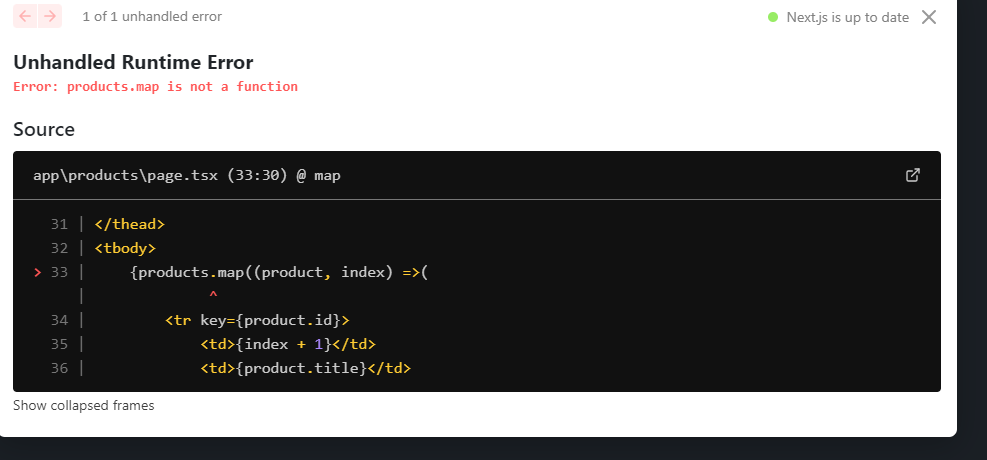 1 of 1 unhandled error
Next.js is up to date
Unhandled Runtime Error
Error: products.map is not a function
Source
app\products\page.tsx (33:30) @ map
31 | </thead>
32 | <tbody>
> 33 | {products.map((product, index) =>(
| ^
34 | <tr key={product.id}>
35 | <td>{index + 1}</td>
36 | <td>{product.title}</td>
Show collapsed frames